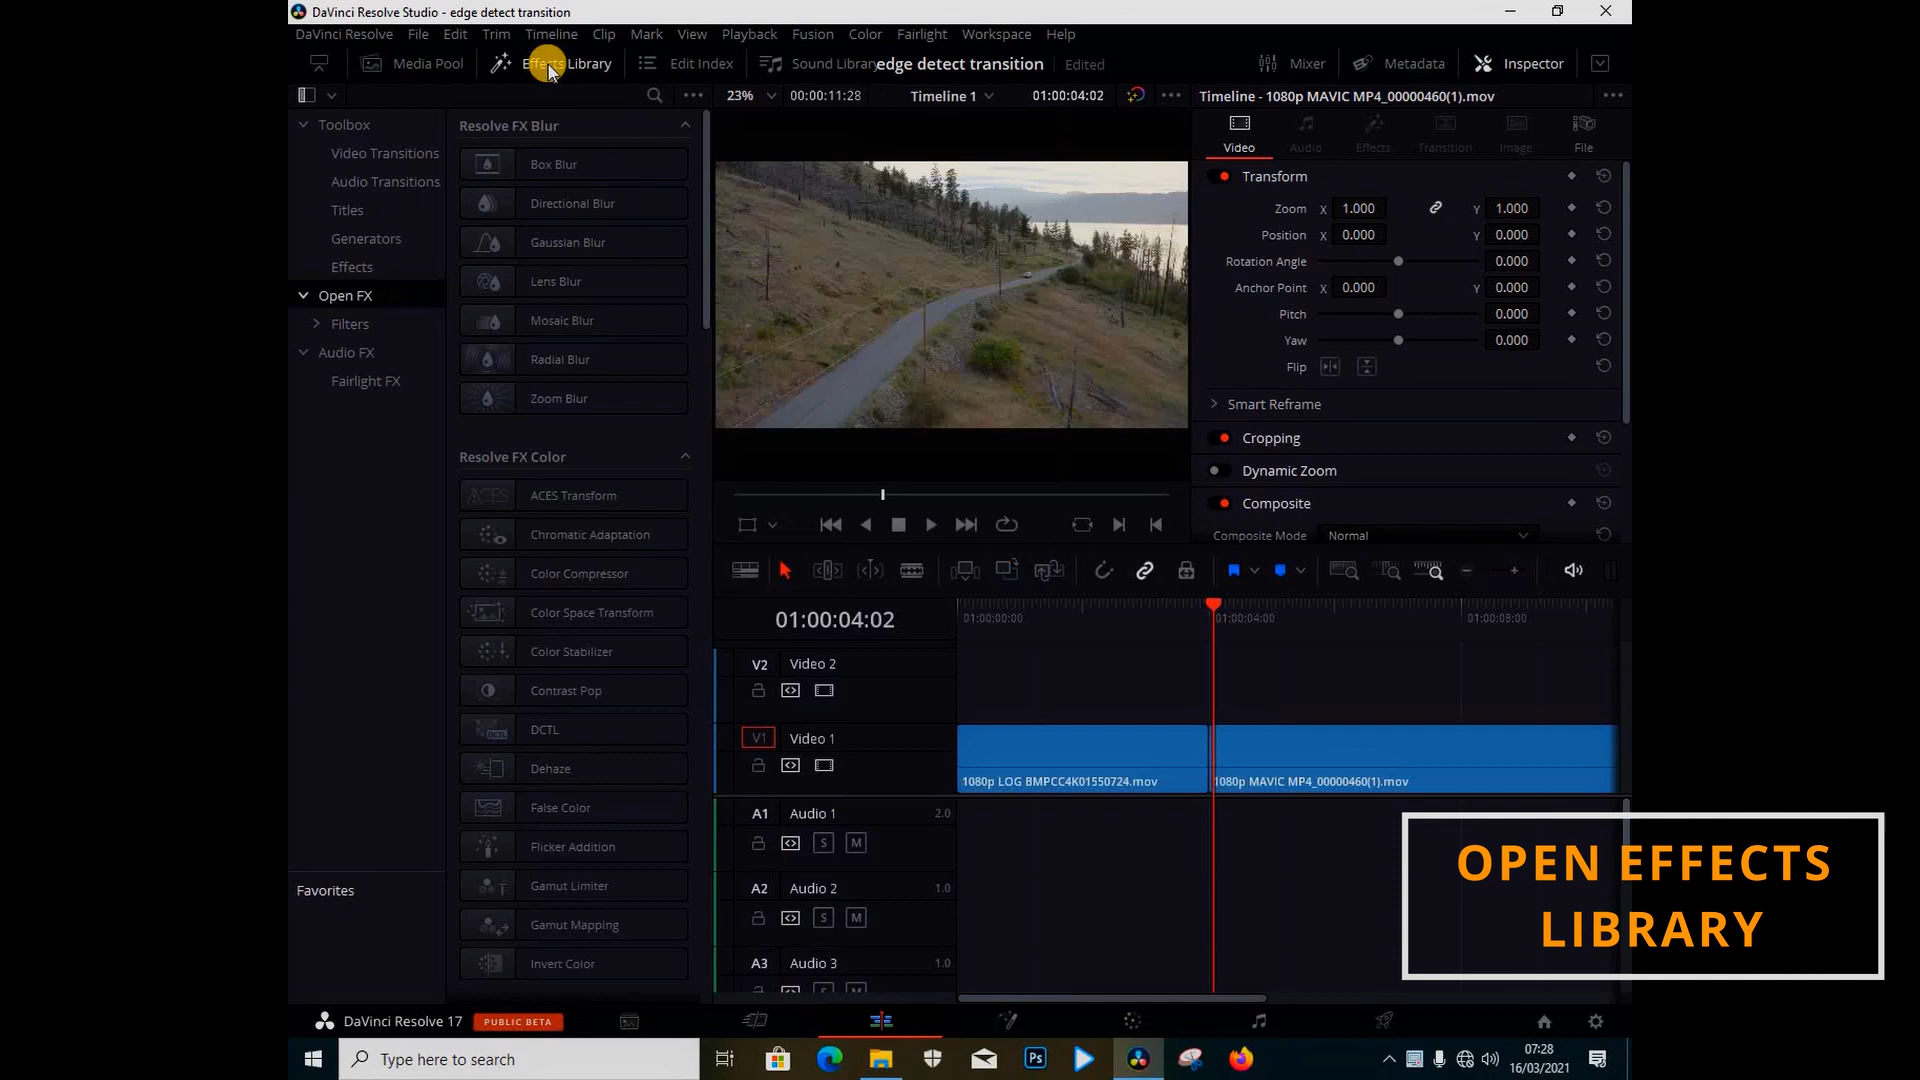 DaVinci Resolve Studio - edge detect transition
DaVinci Resolve File Edit Trim Timeline Clip Mark View Playback Fusion Color Fairlight Workspace Help
Media Pool Effects Library Edit Index Sound Library edge detect transition Edited Mixer Metadata Inspector
23% 00:00:11:28 Timeline 1 01:00:04:02 Timeline - 1080p MAVIC MP4_00000460(1).mov
Toolbox
Video Transitions
Audio Transitions
Titles
Generators
Effects
Open FX
Filters
Audio FX
Fairlight FX
Favorites
Resolve FX Blur
Box Blur
Directional Blur
Gaussian Blur
Lens Blur
Mosaic Blur
Radial Blur
Zoom Blur
Resolve FX Color
ACES Transform
Chromatic Adaptation
Color Compressor
Color Space Transform
Color Stabilizer
Contrast Pop
DCTL
Dehaze
False Color
Flicker Addition
Gamut Limiter
Gamut Mapping
Invert Color
Video Audio Effects Transition Image File
Transform
Zoom X 1.000 Y 1.000
Position X 0.000 Y 0.000
Rotation Angle 0.000
Anchor Point X 0.000 Y 0.000
Pitch 0.000
Yaw 0.000
Flip
Smart Reframe
Cropping
Dynamic Zoom
Composite
Composite Mode Normal
01:00:04:02 01:00:00:00 01:00:04:00 01:00:08:00
V2 Video 2
V1 Video 1
1080p LOG BMPCC4K01550724.mov 1080p MAVIC MP4_00000460(1).mov
A1 Audio 1 2.0
S M
A2 Audio 2 1.0
S M
A3 Audio 3 1.0
S M
OPEN EFFECTS
LIBRARY
DaVinci Resolve 17 PUBLIC BETA
Type here to search
Ps
07:28
16/03/2021